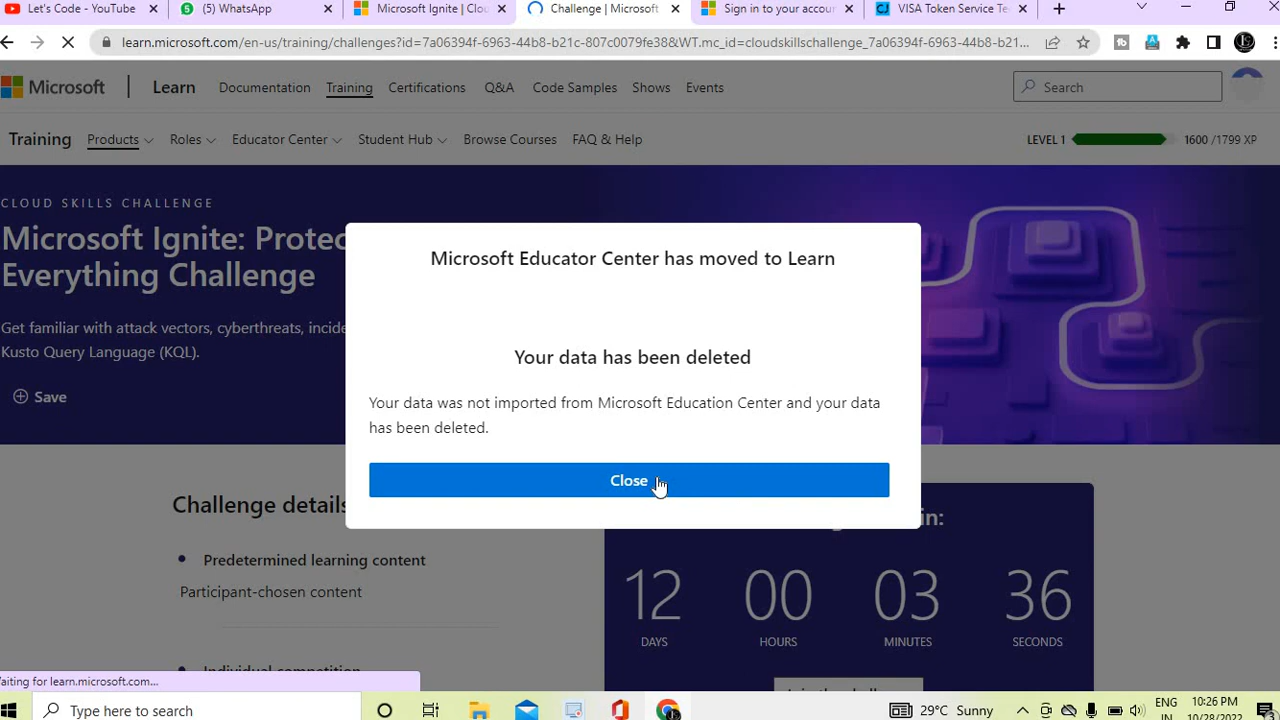 Let's Code - YouTube
(5) WhatsApp
Microsoft Ignite | Clou
Challenge | Microsoft
Sign in to your accou
VISA Token Service Te
learn.microsoft.com/en-us/training/challenges?id=7a06394f-6963-44b8-b21c-807c0079fe38&WT.mc_id=cloudskillschallenge_7a06394f-6963-44b8-b21c-807c0079f...
Microsoft
Learn
Documentation
Training
Certifications
Q&A
Code Samples
Shows
Events
Search
Training
Products
Roles
Educator Center
Student Hub
Browse Courses
FAQ & Help
LEVEL 1
1600 /1799 XP
CLOUD SKILLS CHALLENGE
Microsoft Ignite: Protec
Everything Challenge
Get familiar with attack vectors, cyberthreats, incide
Kusto Query Language (KQL).
Save
Microsoft Educator Center has moved to Learn
Your data has been deleted
Your data was not imported from Microsoft Education Center and your data
has been deleted.
Close
Challenge details
Predetermined learning content
Participant-chosen content
Individual competition
in:
12
00
03
36
DAYS
HOURS
MINUTES
SECONDS
aiting for learn.microsoft.com...
Type here to search
29°C Sunny
ENG
IN
10:26 PM